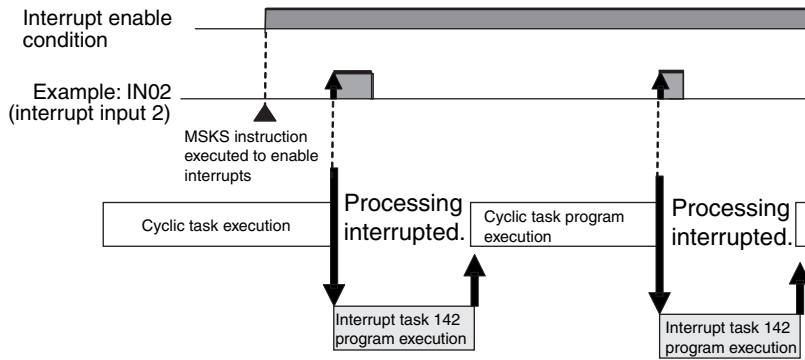 Interrupt enable
condition
Example: IN02
(interrupt input 2)
MSKS instruction
executed to enable
interrupts
Cyclic task execution
Processing
interrupted.
Cyclic task program
execution
Processing
interrupted.
Interrupt task 142
program execution
Interrupt task 142
program execution